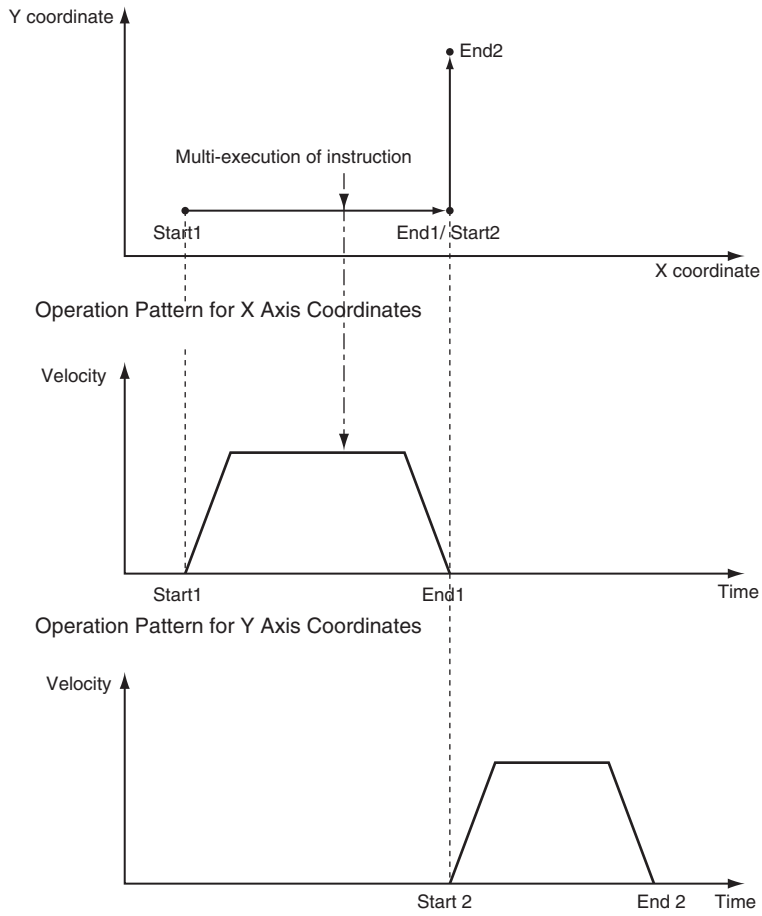 Y coordinate
End2
Multi-execution of instruction
Start1
End1/ Start2
X coordinate
Operation Pattern for X Axis Coordinates
Velocity
Start1
End1
Time
Operation Pattern for Y Axis Coordinates
Velocity
Start 2
End 2
Time